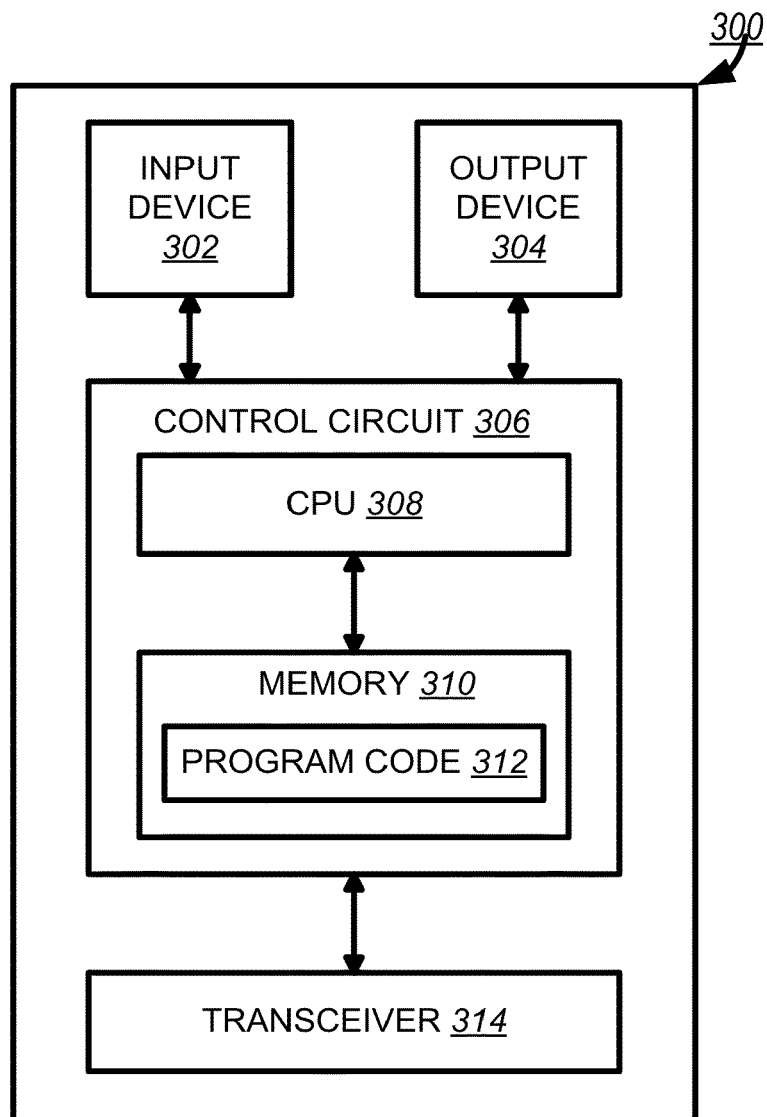 300
INPUT
DEVICE
302
OUTPUT
DEVICE
304
CONTROL CIRCUIT 306
CPU 308
MEMORY 310
PROGRAM CODE 312
TRANSCEIVER 314